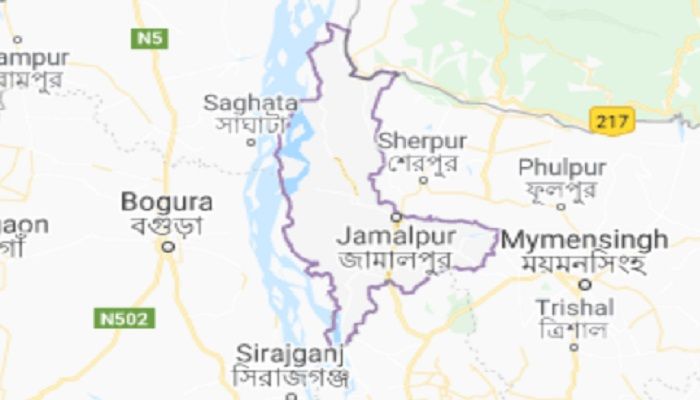 N5
ampur
রামপুর
217
Saghata
সাঘাটা
Sherpur
শেরপুর
Phulpur
ফুলপুর
Bogura
বগুড়া
gaon
গাঁ
Jamalpur
জামালপুর
Mymensingh
ময়মনসিংহ
Trishal
ত্রিশাল
N502
Sirajganj
সিরাজগঞ্জ